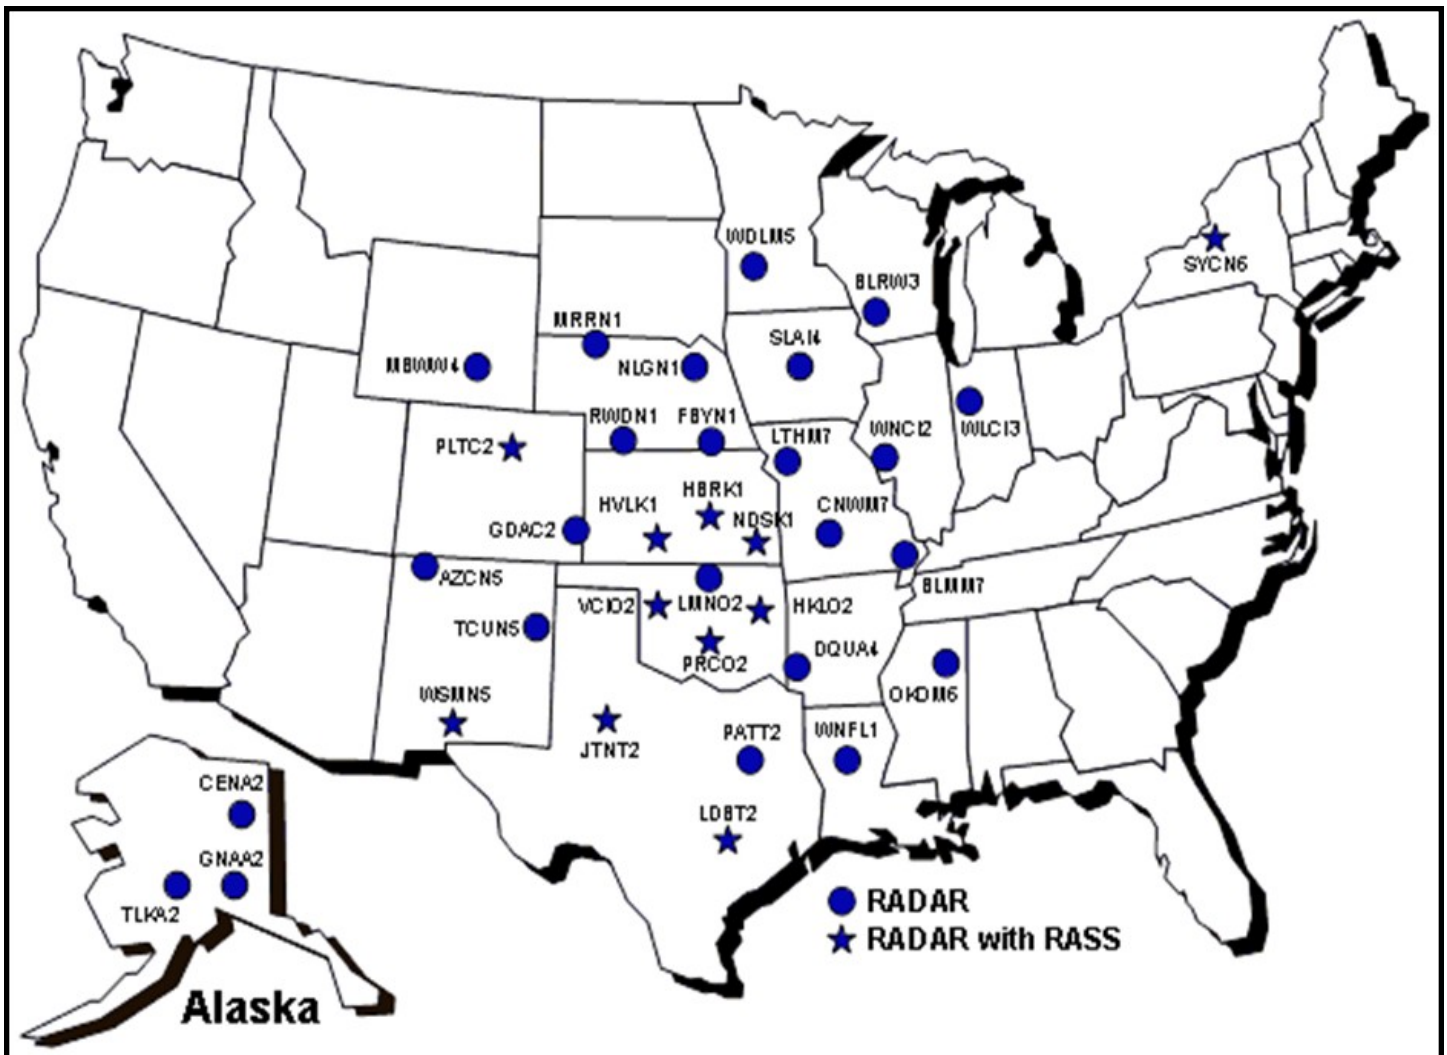 WDLM5
SYCN6
BLRW3
MRRN1
SLAI4
MBWW4
NLGN1
RWDN1
FBYN1
LTHM7
WNCI2
WLCI3
PLTC2
HVLK1
HBRK1
NDSK1
CNWM7
GDAC2
AZCN5
BLMM7
VCIO2
LMNO2
HKLO2
TCUN5
PRCO2
DQUA4
WSMN5
OKDM6
JTNT2
PATT2
WNFL1
CENA2
LDBT2
GNAA2
TLKA2
RADAR
RADAR with RASS
Alaska